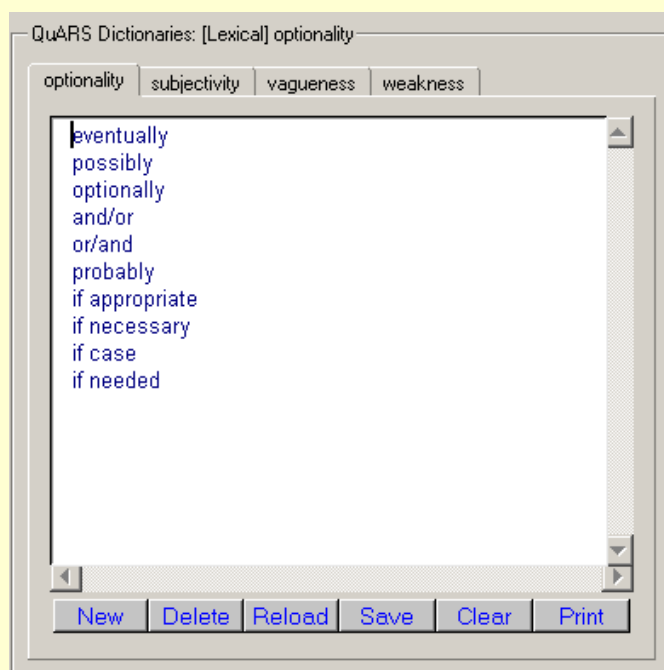 QuARS Dictionaries: [Lexical] optionality
optionality subjectivity vagueness weakness
eventually
possibly
optionally
and/or
or/and
probably
if appropriate
if necessary
if case
if needed
New Delete Reload Save Clear Print